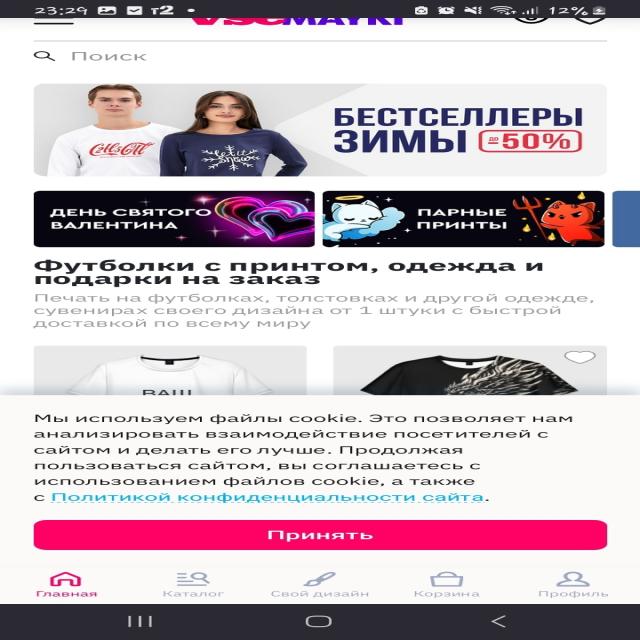 23:29 т2 • 12%
VSEMAYKI
Поиск
БЕСТСЕЛЛЕРЫ
ЗИМЫ до -50%
let it
snow
ДЕНЬ СВЯТОГО
ВАЛЕНТИНА
ПАРНЫЕ
ПРИНТЫ
Футболки с принтом, одежда и
подарки на заказ
Печать на футболках, толстовках и другой одежде,
сувенирах своего дизайна от 1 штуки с быстрой
доставкой по всему миру
ВАШ
Мы используем файлы cookie. Это позволяет нам
анализировать взаимодействие посетителей с
сайтом и делать его лучше. Продолжая
пользоваться сайтом, вы соглашаетесь с
использованием файлов cookie, а также
с Политикой конфиденциальности сайта.
Принять
Главная Каталог Свой дизайн Корзина Профиль